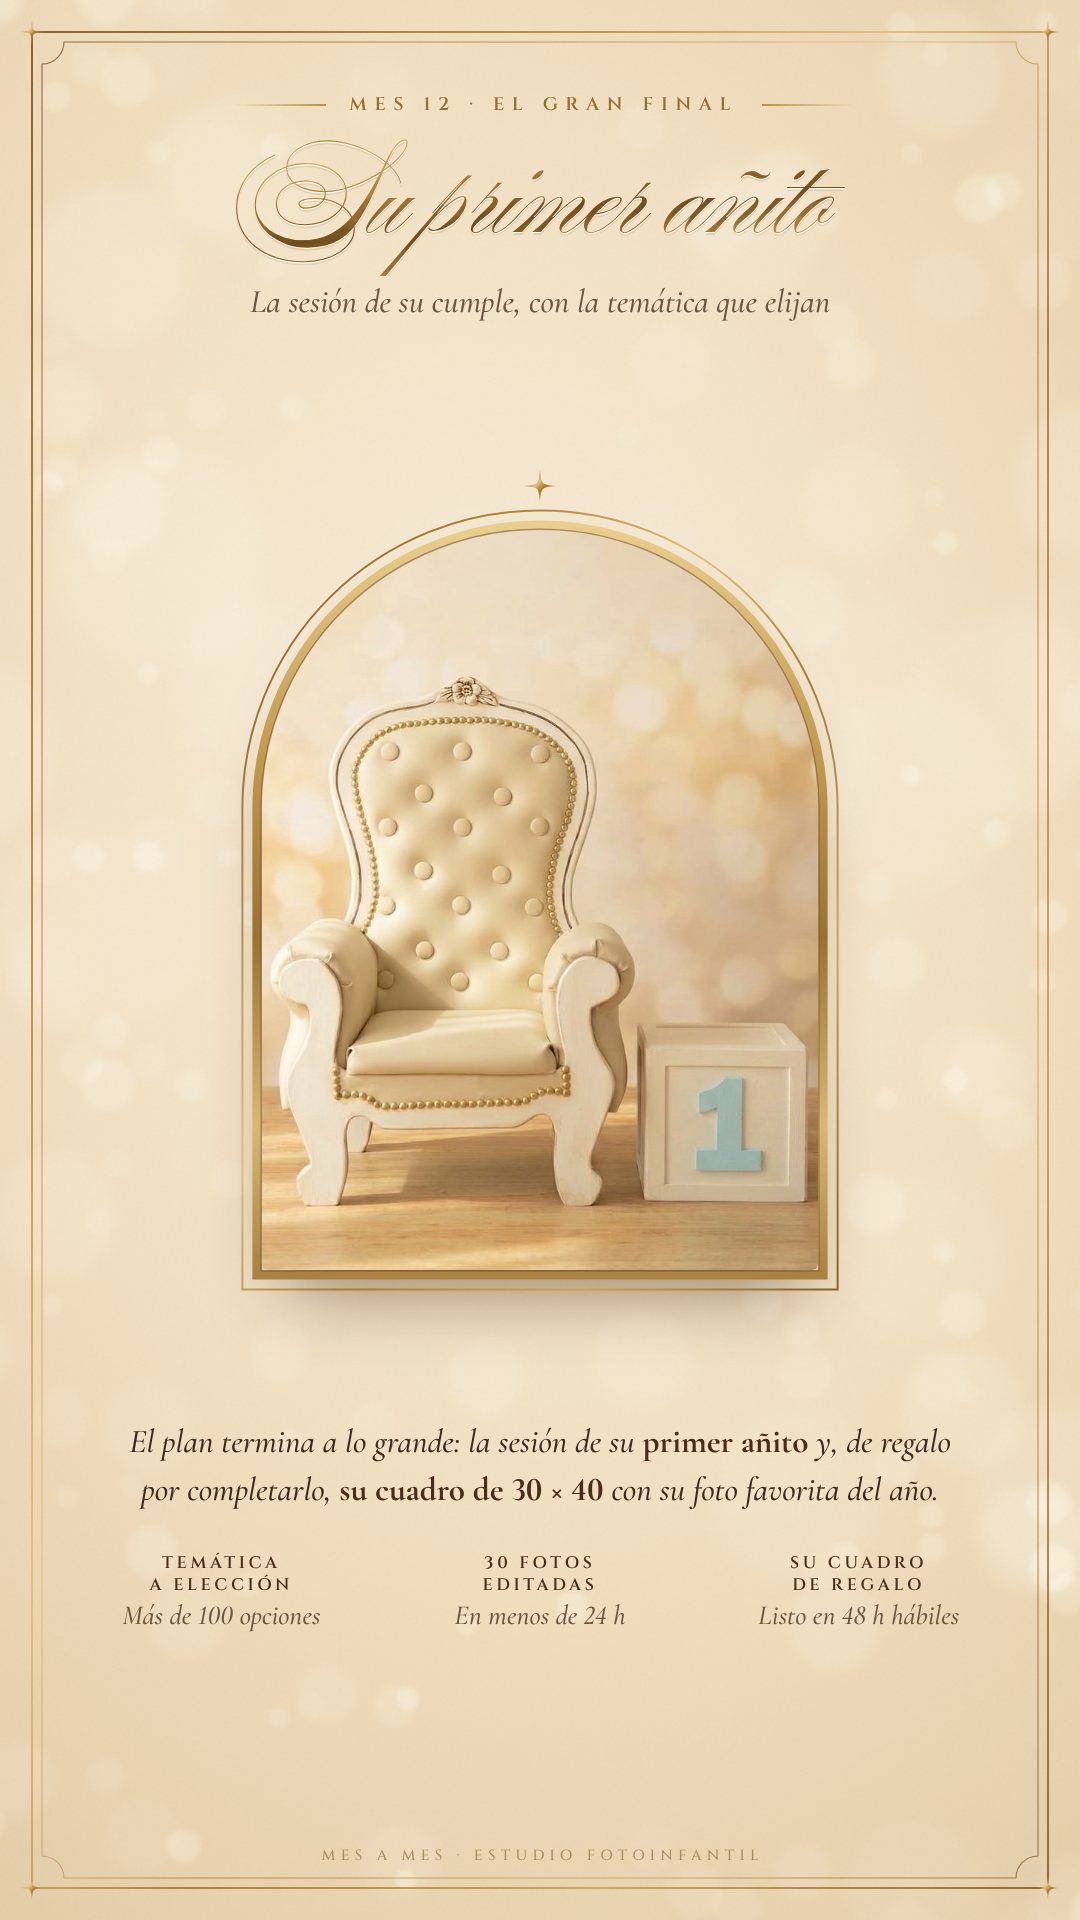 MES 12 · EL GRAN FINAL
Su primer añito
La sesión de su cumple, con la temática que elijan
1
El plan termina a lo grande: la sesión de su primer añito y, de regalo
por completarlo, su cuadro de 30 × 40 con su foto favorita del año.
TEMÁTICA
A ELECCIÓN
Más de 100 opciones
30 FOTOS
EDITADAS
En menos de 24 h
SU CUADRO
DE REGALO
Listo en 48 h hábiles
MES A MES · ESTUDIO FOTOINFANTIL